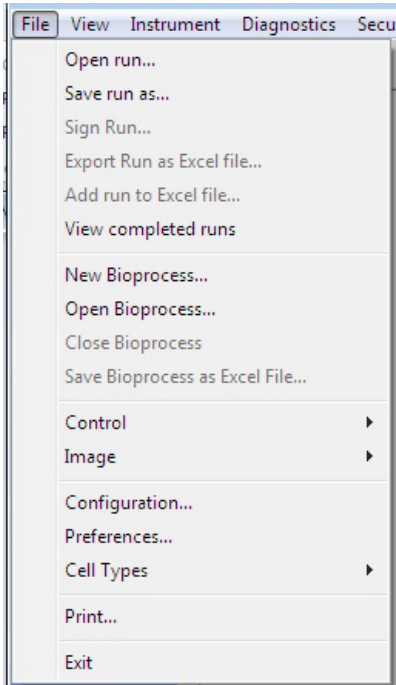 File View Instrument Diagnostics Secu
Open run...
Save run as...
Sign Run...
Export Run as Excel file...
Add run to Excel file...
View completed runs
New Bioprocess...
Open Bioprocess...
Close Bioprocess
Save Bioprocess as Excel File...
Control
Image
Configuration...
Preferences...
Cell Types
Print...
Exit